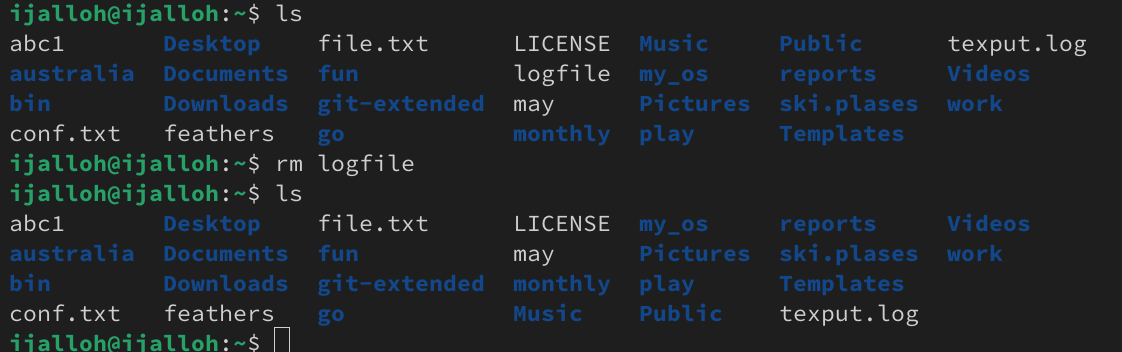 ijalloh@ijalloh:~$ ls
abc1 Desktop file.txt LICENSE Music Public texput.log
australia Documents fun logfile my_os reports Videos
bin Downloads git-extended may Pictures ski.plases work
conf.txt feathers go monthly play Templates
ijalloh@ijalloh:~$ rm logfile
ijalloh@ijalloh:~$ ls
abc1 Desktop file.txt LICENSE my_os reports Videos
australia Documents fun may Pictures ski.plases work
bin Downloads git-extended monthly play Templates
conf.txt feathers go Music Public texput.log
ijalloh@ijalloh:~$